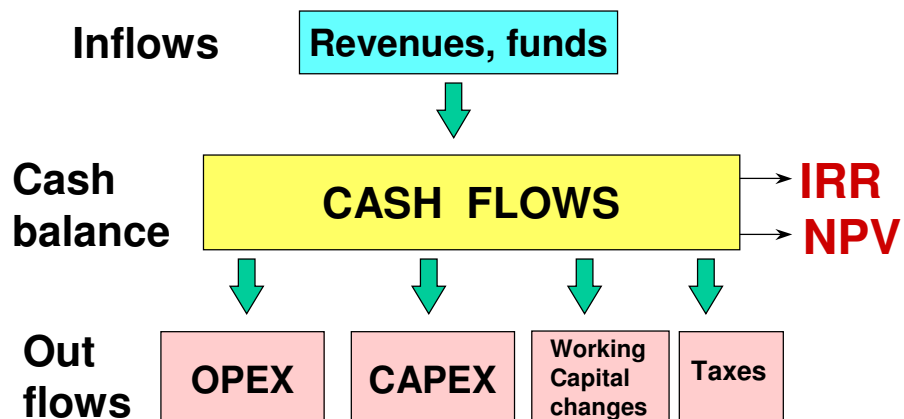 Inflows
Revenues, funds
Cash
balance
CASH FLOWS
IRR
NPV
Out
flows
OPEX
CAPEX
Working
Capital
changes
Taxes